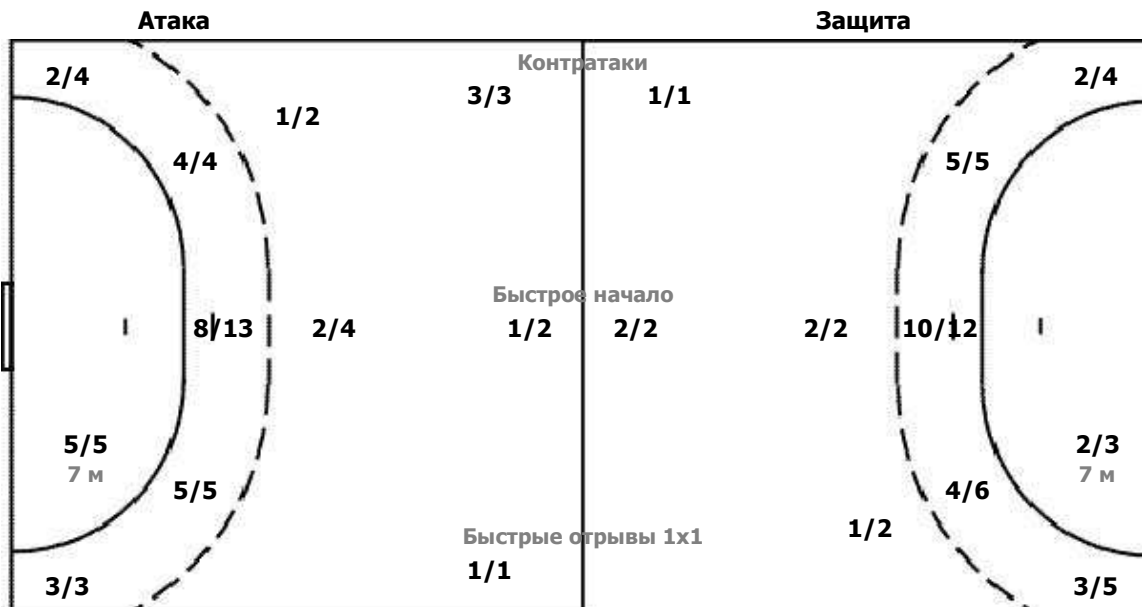 Атака Защита
Контратаки
2/4 3/3 1/1 2/4
1/2
4/4 5/5
Быстрое начало
8/13 2/4 1/2 2/2 2/2 10/12
5/5 2/3
7 м 7 м
5/5 4/6
Быстрые отрывы 1x1
1/2
1/1
3/3 3/5